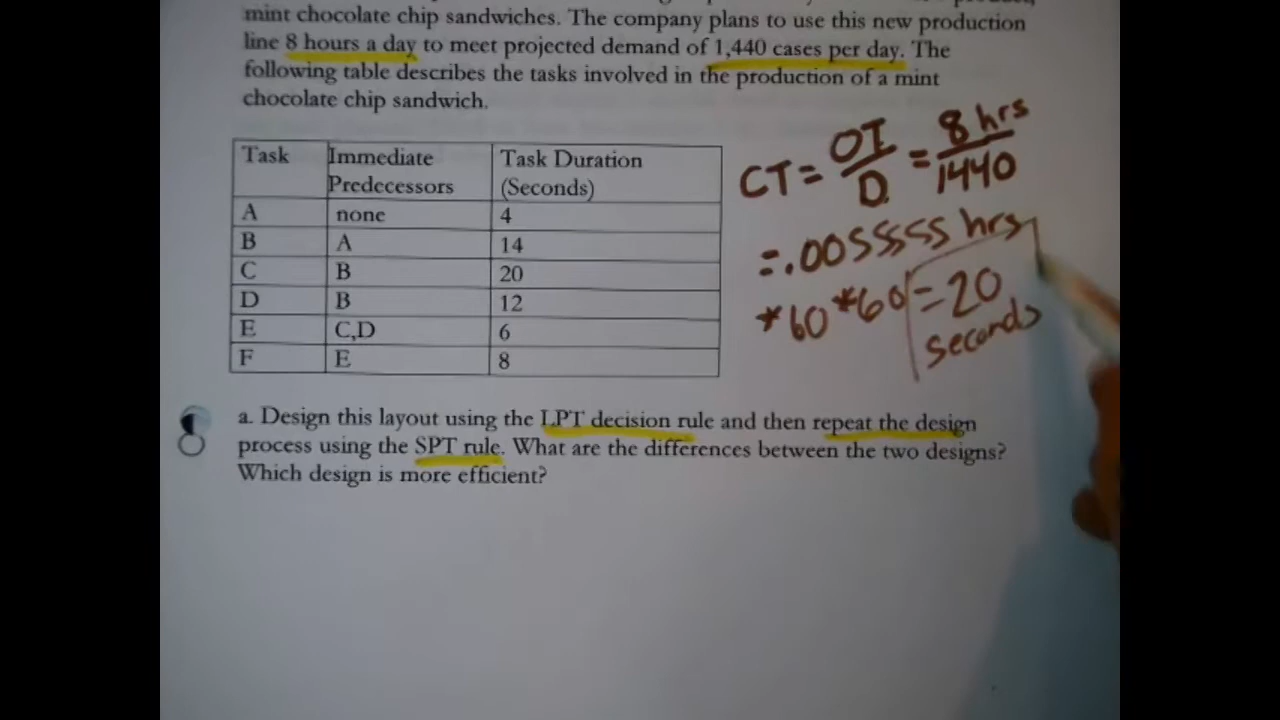 mint chocolate chip sandwiches. The company plans to use this new production
line 8 hours a day to meet projected demand of 1,440 cases per day. The
following table describes the tasks involved in the production of a mint
chocolate chip sandwich.
Task Immediate Predecessors Task Duration (Seconds)
A none 4
B A 14
C B 20
D B 12
E C,D 6
F E 8
CT = OT / D = 8 hrs / 1440
= .0055555 hrs
*60 *60 = 20 seconds
a. Design this layout using the LPT decision rule and then repeat the design
process using the SPT rule. What are the differences between the two designs?
Which design is more efficient?